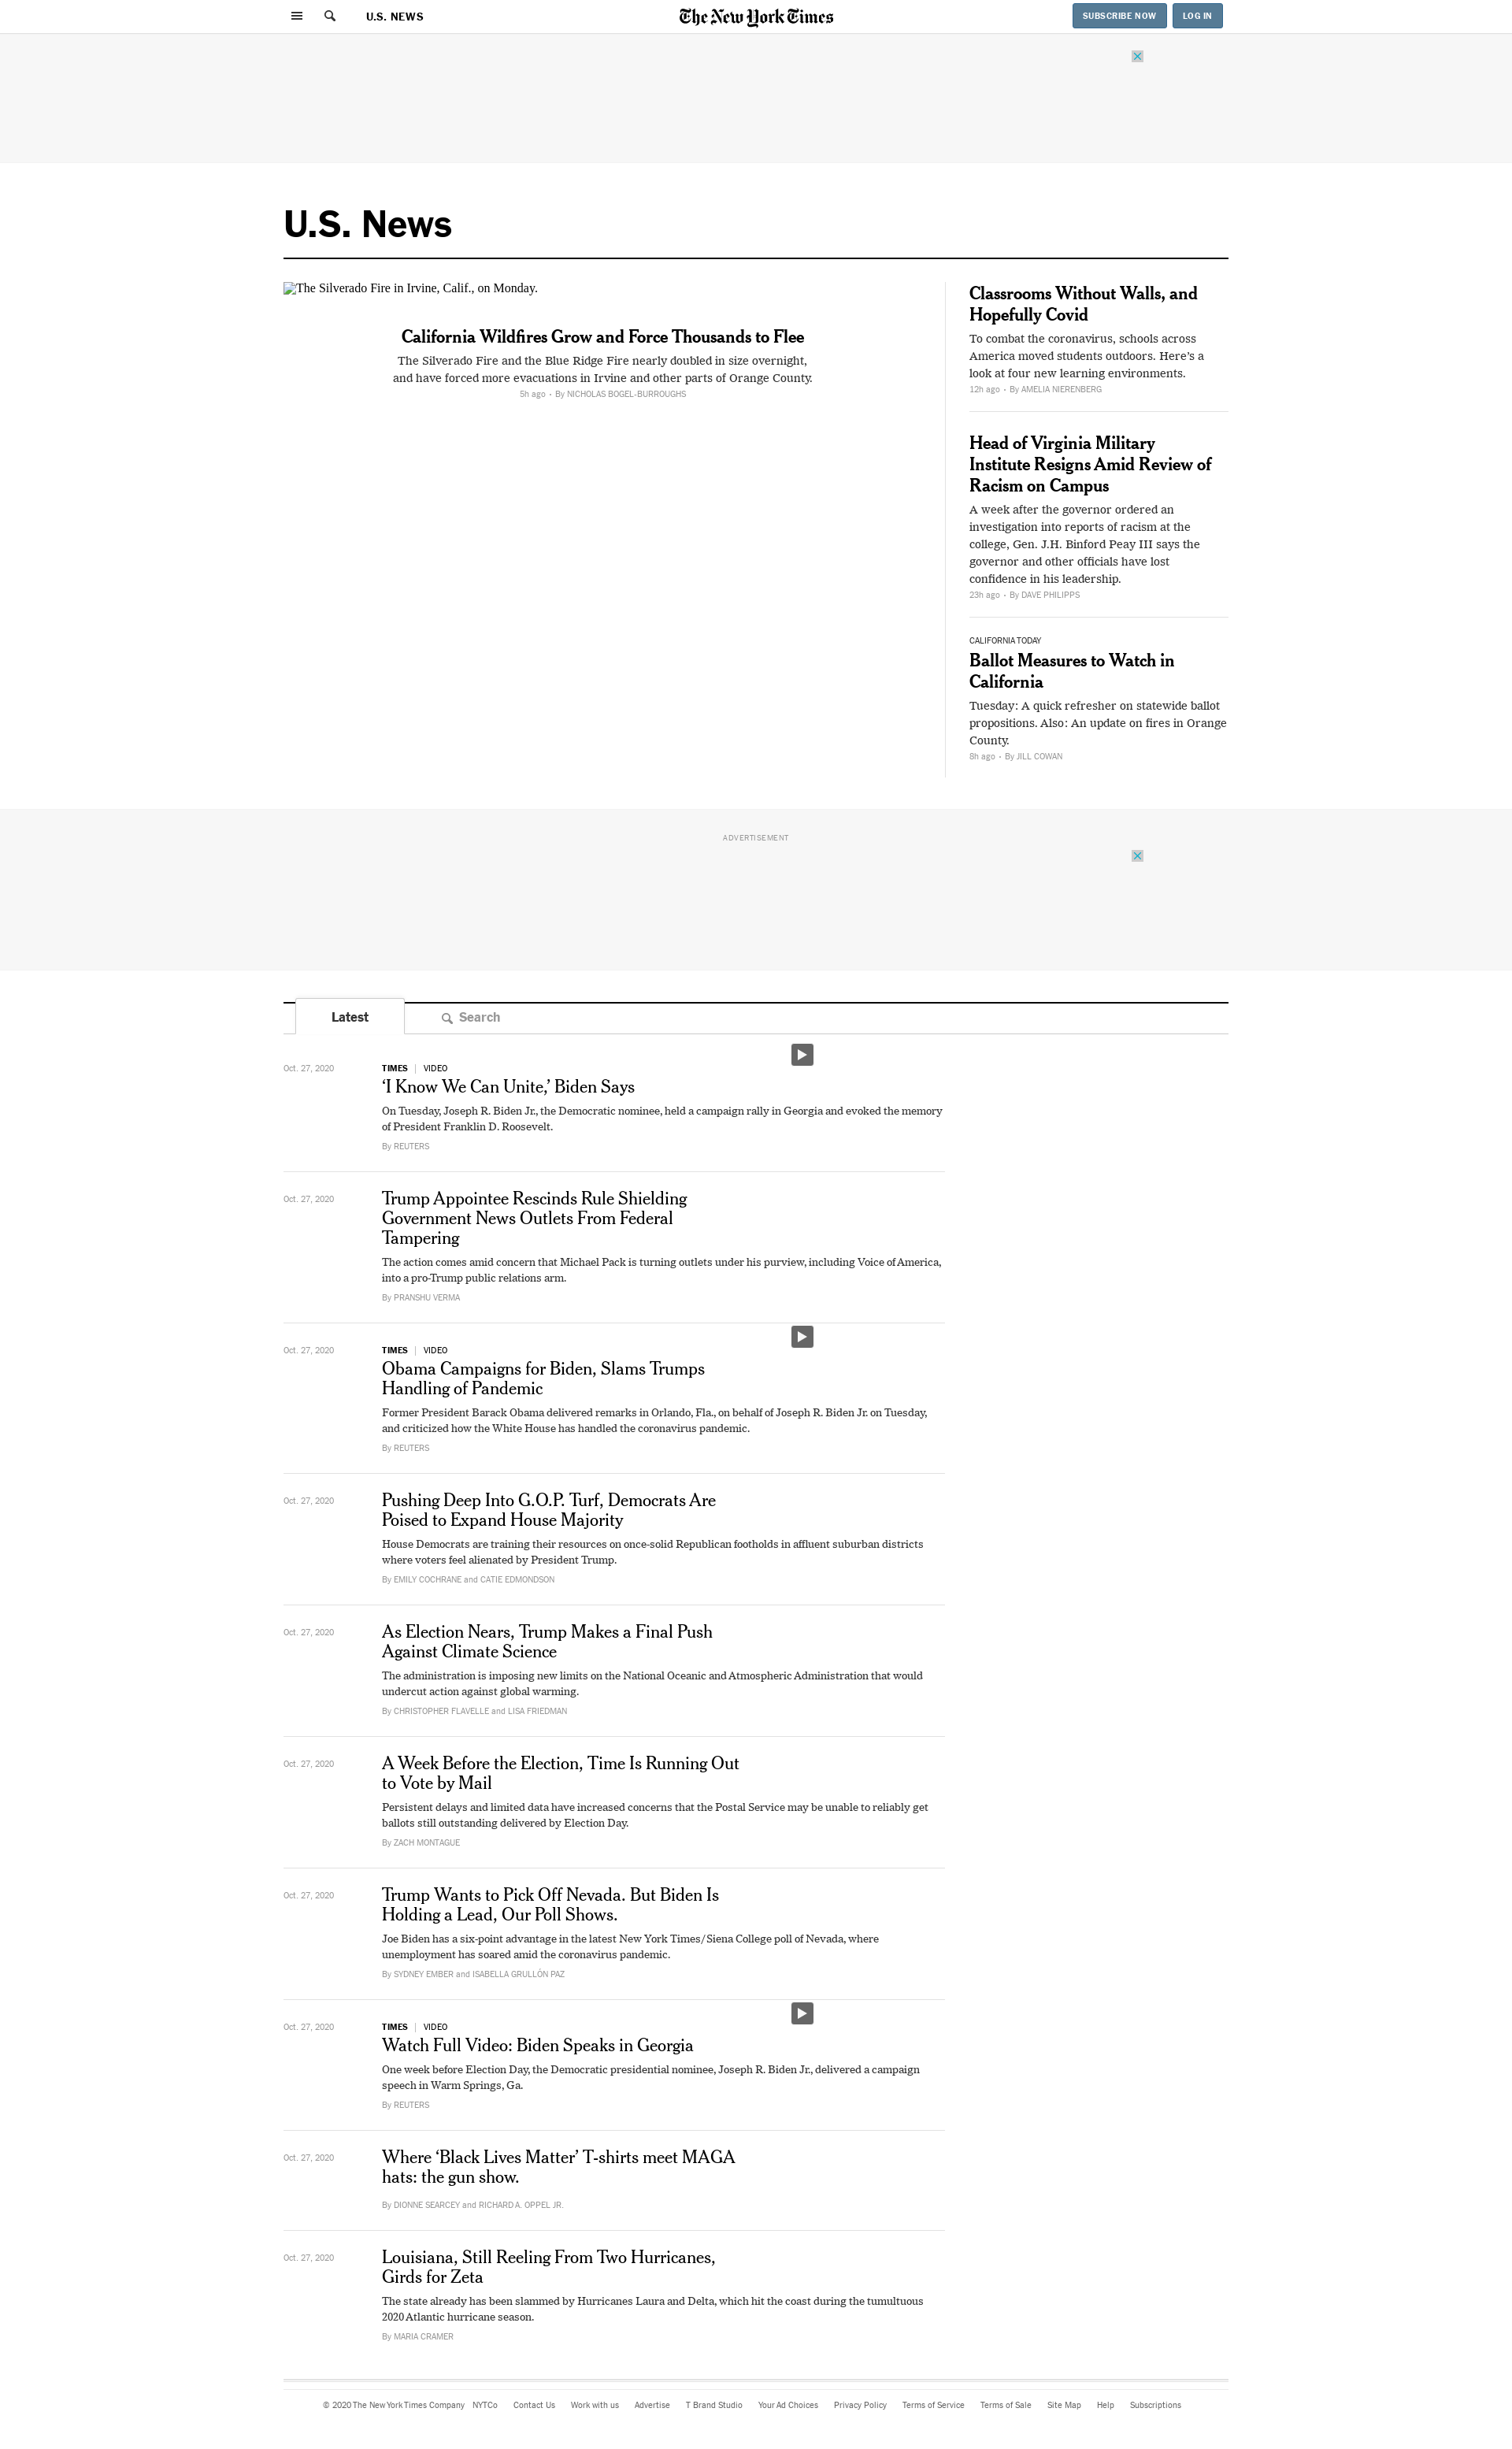 U.S. NEWS
The New York Times
SUBSCRIBE NOW
LOG IN
U.S. News
The Silverado Fire in Irvine, Calif., on Monday.
California Wildfires Grow and Force Thousands to Flee
The Silverado Fire and the Blue Ridge Fire nearly doubled in size overnight,
and have forced more evacuations in Irvine and other parts of Orange County.
5h ago • By NICHOLAS BOGEL-BURROUGHS
Classrooms Without Walls, and
Hopefully Covid
To combat the coronavirus, schools across
America moved students outdoors. Here’s a
look at four new learning environments.
12h ago • By AMELIA NIERENBERG
Head of Virginia Military
Institute Resigns Amid Review of
Racism on Campus
A week after the governor ordered an
investigation into reports of racism at the
college, Gen. J.H. Binford Peay III says the
governor and other officials have lost
confidence in his leadership.
23h ago • By DAVE PHILIPPS
CALIFORNIA TODAY
Ballot Measures to Watch in
California
Tuesday: A quick refresher on statewide ballot
propositions. Also: An update on fires in Orange
County.
8h ago • By JILL COWAN
ADVERTISEMENT
Latest
Search
Oct. 27, 2020
TIMES | VIDEO
‘I Know We Can Unite,’ Biden Says
On Tuesday, Joseph R. Biden Jr., the Democratic nominee, held a campaign rally in Georgia and evoked the memory
of President Franklin D. Roosevelt.
By REUTERS
Oct. 27, 2020
Trump Appointee Rescinds Rule Shielding
Government News Outlets From Federal
Tampering
The action comes amid concern that Michael Pack is turning outlets under his purview, including Voice of America,
into a pro-Trump public relations arm.
By PRANSHU VERMA
Oct. 27, 2020
TIMES | VIDEO
Obama Campaigns for Biden, Slams Trumps
Handling of Pandemic
Former President Barack Obama delivered remarks in Orlando, Fla., on behalf of Joseph R. Biden Jr. on Tuesday,
and criticized how the White House has handled the coronavirus pandemic.
By REUTERS
Oct. 27, 2020
Pushing Deep Into G.O.P. Turf, Democrats Are
Poised to Expand House Majority
House Democrats are training their resources on once-solid Republican footholds in affluent suburban districts
where voters feel alienated by President Trump.
By EMILY COCHRANE and CATIE EDMONDSON
Oct. 27, 2020
As Election Nears, Trump Makes a Final Push
Against Climate Science
The administration is imposing new limits on the National Oceanic and Atmospheric Administration that would
undercut action against global warming.
By CHRISTOPHER FLAVELLE and LISA FRIEDMAN
Oct. 27, 2020
A Week Before the Election, Time Is Running Out
to Vote by Mail
Persistent delays and limited data have increased concerns that the Postal Service may be unable to reliably get
ballots still outstanding delivered by Election Day.
By ZACH MONTAGUE
Oct. 27, 2020
Trump Wants to Pick Off Nevada. But Biden Is
Holding a Lead, Our Poll Shows.
Joe Biden has a six-point advantage in the latest New York Times/Siena College poll of Nevada, where
unemployment has soared amid the coronavirus pandemic.
By SYDNEY EMBER and ISABELLA GRULLÓN PAZ
Oct. 27, 2020
TIMES | VIDEO
Watch Full Video: Biden Speaks in Georgia
One week before Election Day, the Democratic presidential nominee, Joseph R. Biden Jr., delivered a campaign
speech in Warm Springs, Ga.
By REUTERS
Oct. 27, 2020
Where ‘Black Lives Matter’ T-shirts meet MAGA
hats: the gun show.
By DIONNE SEARCEY and RICHARD A. OPPEL JR.
Oct. 27, 2020
Louisiana, Still Reeling From Two Hurricanes,
Girds for Zeta
The state already has been slammed by Hurricanes Laura and Delta, which hit the coast during the tumultuous
2020 Atlantic hurricane season.
By MARIA CRAMER
© 2020 The New York Times Company NYTCo Contact Us Work with us Advertise T Brand Studio Your Ad Choices Privacy Policy Terms of Service Terms of Sale Site Map Help Subscriptions